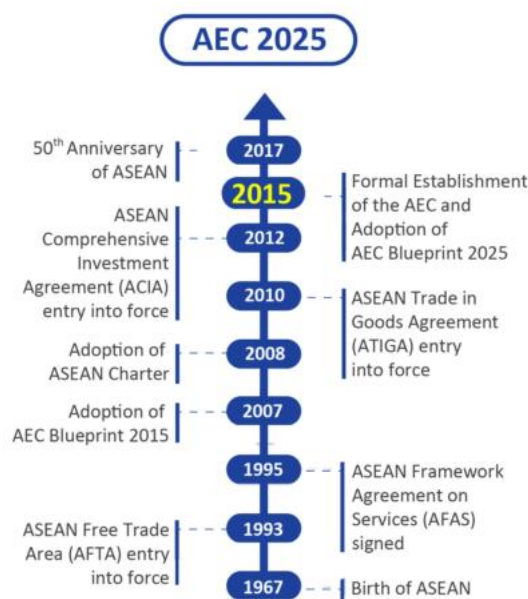 AEC 2025
50th Anniversary
of ASEAN
2017
2015
Formal Establishment
of the AEC and
Adoption of
AEC Blueprint 2025
ASEAN
Comprehensive
Investment
Agreement (ACIA)
entry into force
2012
2010
ASEAN Trade in
Goods Agreement
(ATIGA) entry
into force
Adoption of
ASEAN Charter
2008
Adoption of
AEC Blueprint 2015
2007
1995
ASEAN Framework
Agreement on
Services (AFAS)
signed
ASEAN Free Trade
Area (AFTA) entry
into force
1993
1967
Birth of ASEAN